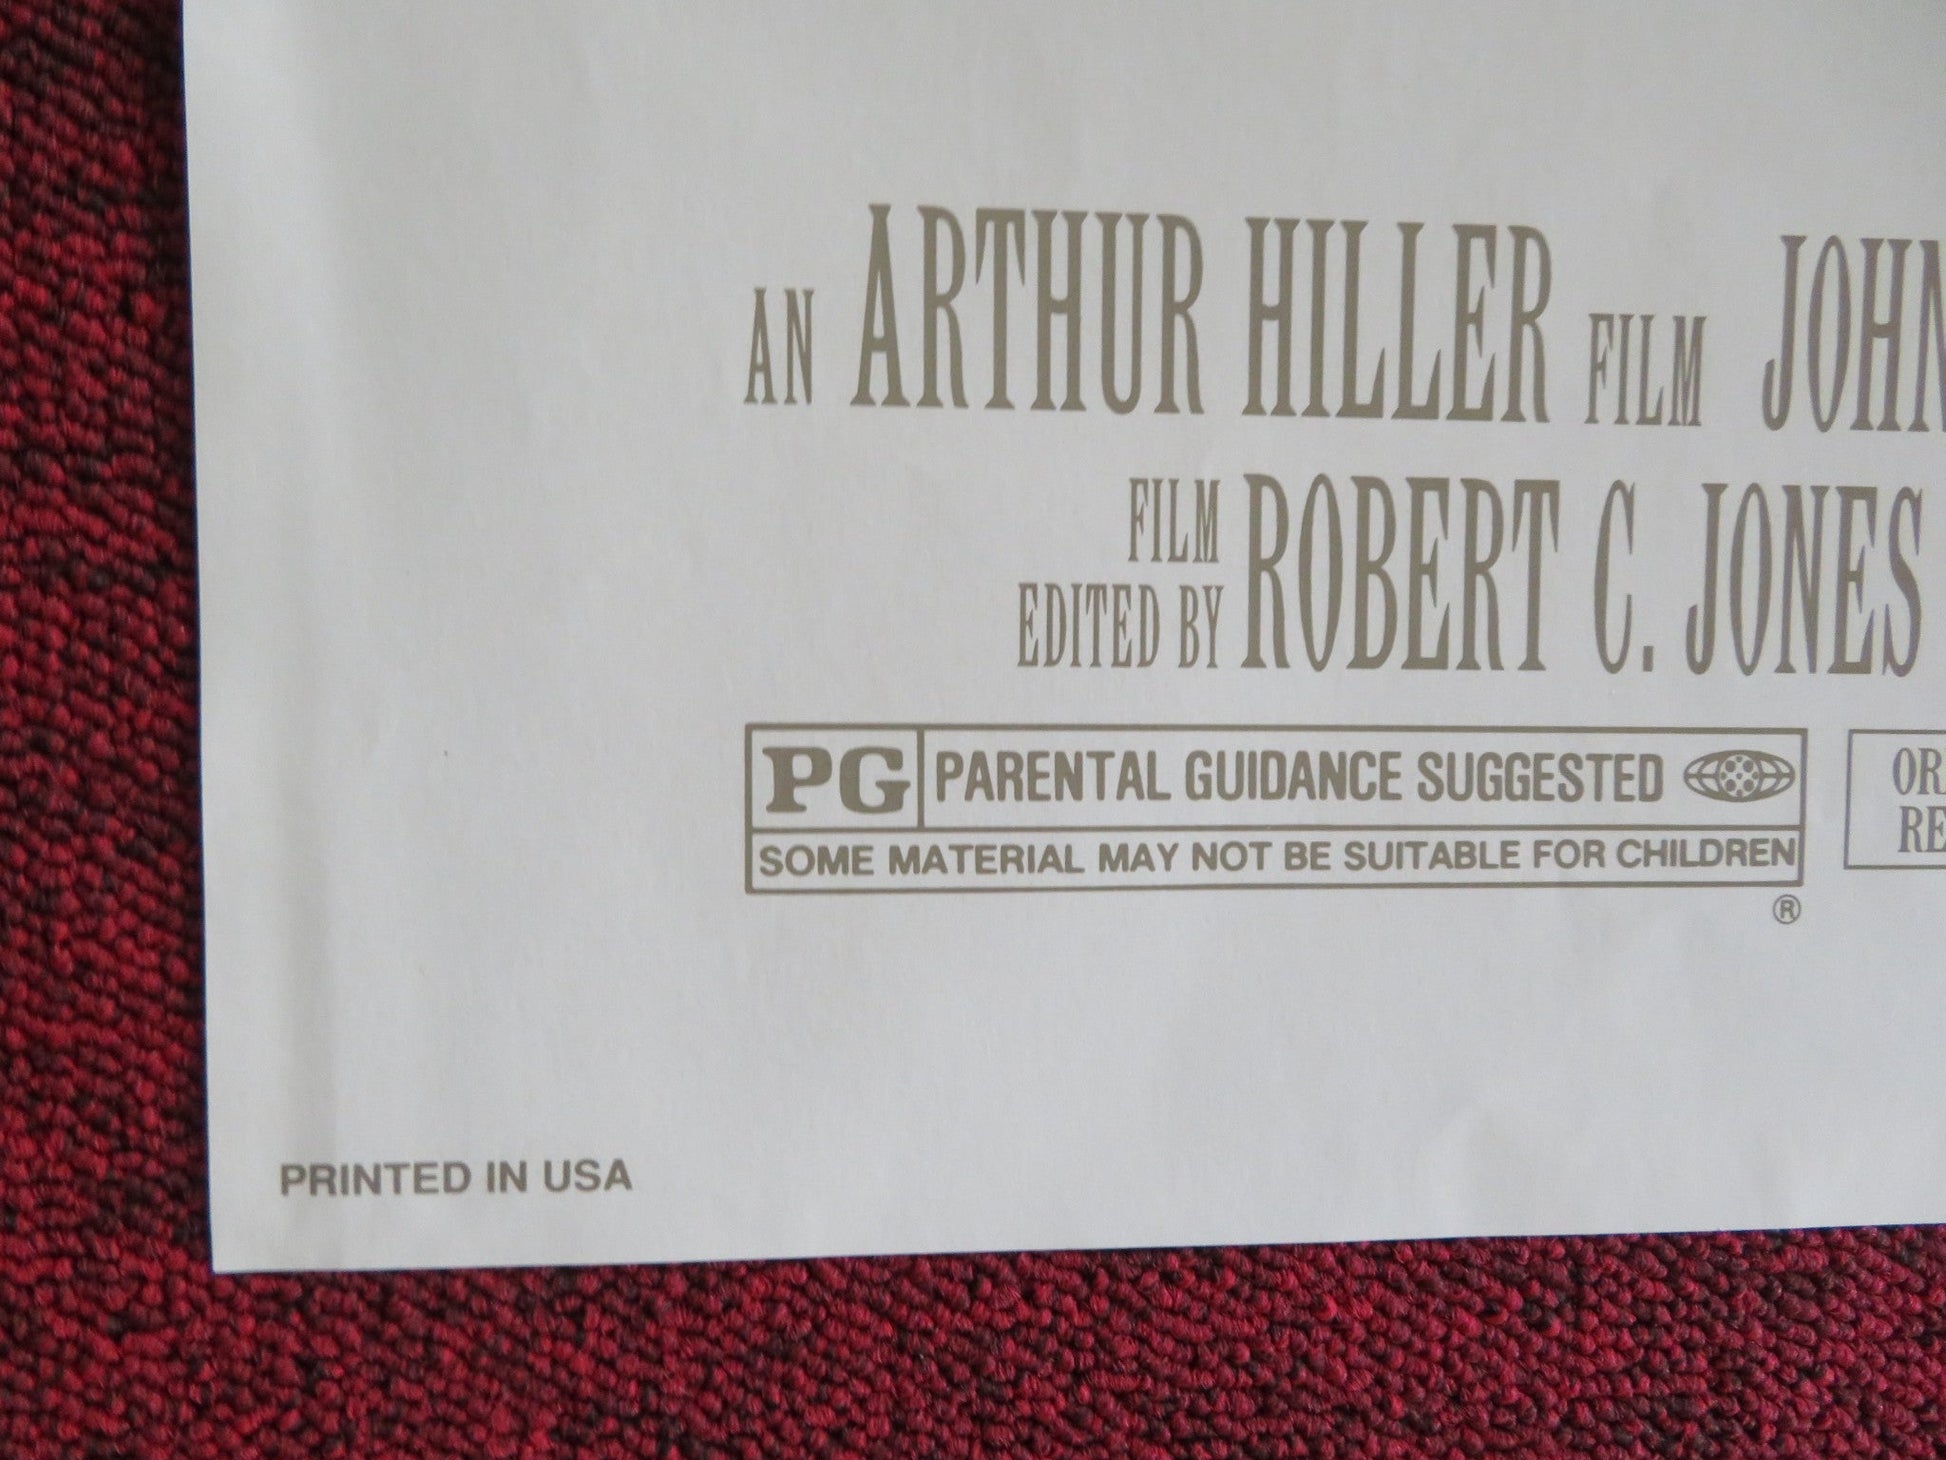 AN ARTHUR HILLER FILM JOHN
FILM
EDITED BY ROBERT C. JONES
PG PARENTAL GUIDANCE SUGGESTED
SOME MATERIAL MAY NOT BE SUITABLE FOR CHILDREN
®
PRINTED IN USA